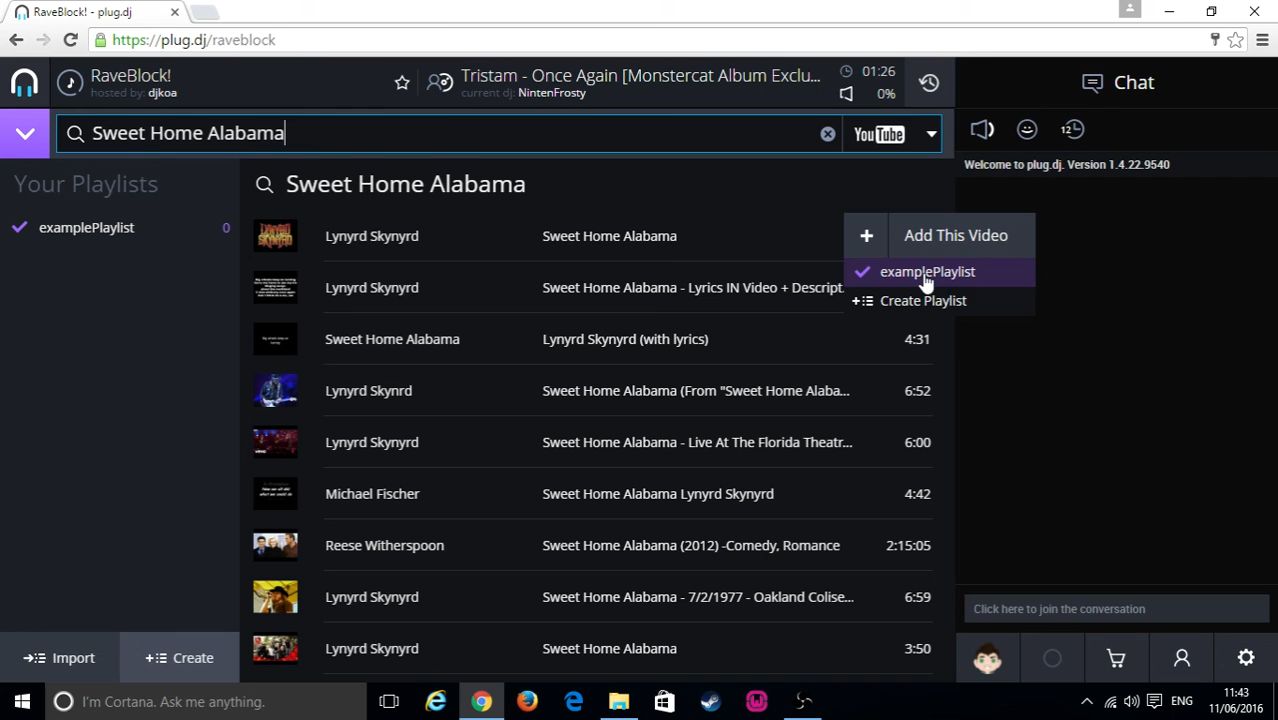 RaveBlock! - plug.dj
https://plug.dj/raveblock
RaveBlock!
hosted by: djkoa
Tristam - Once Again [Monstercat Album Exclu...
current dj: NintenFrosty
01:26
0%
Chat
Sweet Home Alabama
YouTube
12
Your Playlists
examplePlaylist 0
Sweet Home Alabama
Welcome to plug.dj. Version 1.4.22.9540
Lynyrd Skynyrd Sweet Home Alabama
Add This Video
examplePlaylist
Create Playlist
Lynyrd Skynyrd Sweet Home Alabama - Lyrics IN Video + Descript.
Sweet Home Alabama Lynyrd Skynyrd (with lyrics) 4:31
Lynyrd Skynrd Sweet Home Alabama (From "Sweet Home Alaba... 6:52
Lynyrd Skynyrd Sweet Home Alabama - Live At The Florida Theatr... 6:00
Michael Fischer Sweet Home Alabama Lynyrd Skynyrd 4:42
Reese Witherspoon Sweet Home Alabama (2012) -Comedy, Romance 2:15:05
Lynyrd Skynyrd Sweet Home Alabama - 7/2/1977 - Oakland Colise... 6:59
Lynyrd Skynyrd Sweet Home Alabama 3:50
Click here to join the conversation
Import
Create
I'm Cortana. Ask me anything.
ENG
11:43
11/06/2016